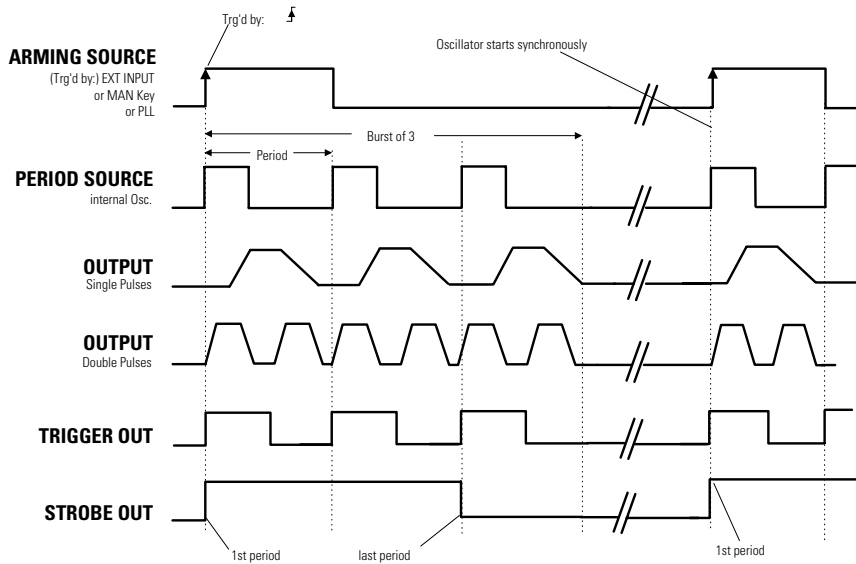 Trg'd by:
Oscillator starts synchronously
ARMING SOURCE
(Trg'd by:) EXT INPUT
or MAN Key
or PLL
Burst of 3
Period
PERIOD SOURCE
internal Osc.
OUTPUT
Single Pulses
OUTPUT
Double Pulses
TRIGGER OUT
STROBE OUT
1st period
last period
1st period